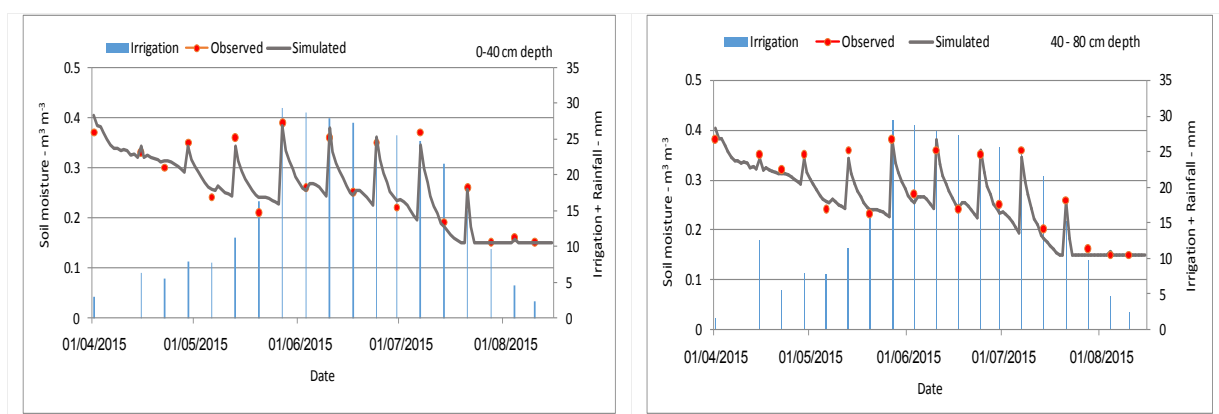 Irrigation Observed Simulated 0-40 cm depth
0.5
0.4
0.3
0.2
0.1
0
35
30
25
20
15
10
5
0
Soil moisture - m³ m⁻³
Irrigation + Rainfall - mm
01/04/2015 01/05/2015 01/06/2015 01/07/2015 01/08/2015
Date
Irrigation Observed Simulated 40 - 80 cm depth
0.5
0.4
0.3
0.2
0.1
0
35
30
25
20
15
10
5
0
Soil moisture - m³ m⁻³
Irrigation + Rainfall - mm
01/04/2015 01/05/2015 01/06/2015 01/07/2015 01/08/2015
Date